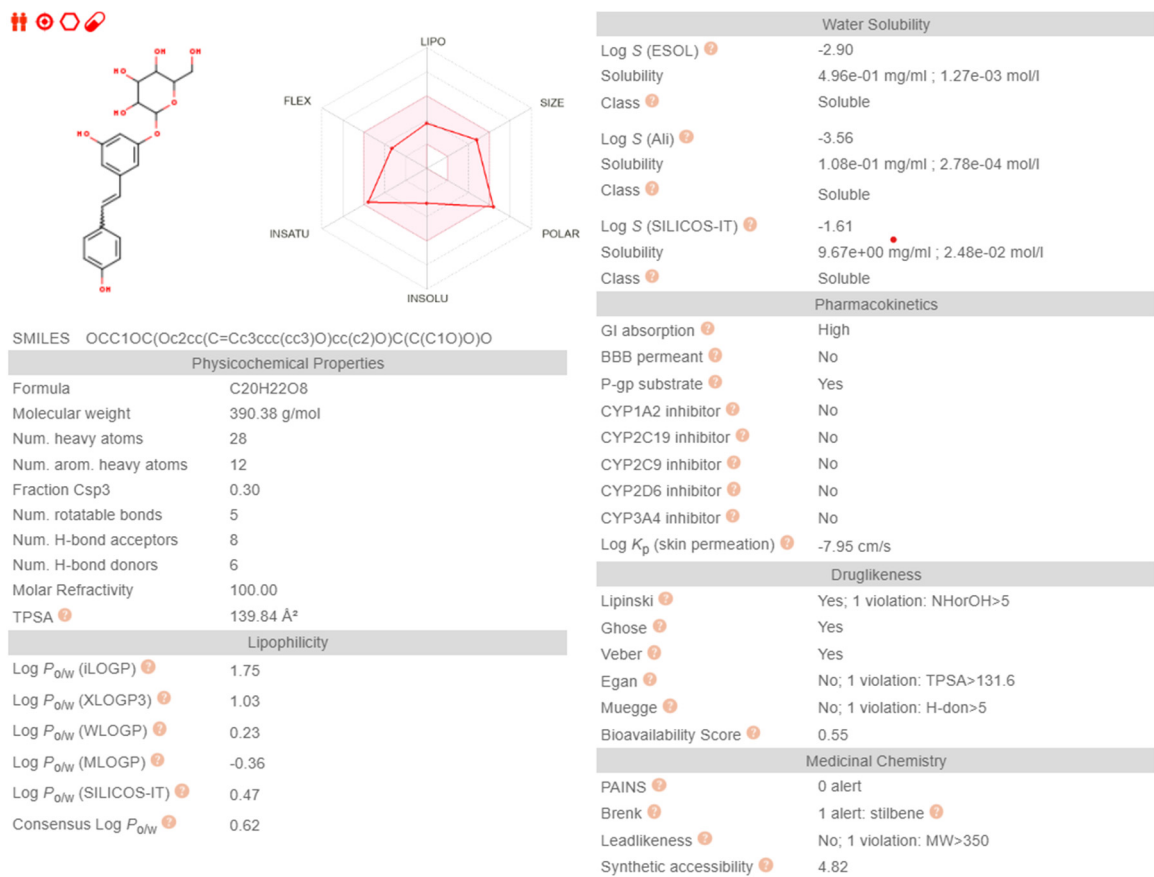 LIPO
FLEX
SIZE
INSATU
POLAR
INSOLU
OH
OH
HO
HO
O
HO
O
OH
SMILES OCC1OC(Oc2cc(C=Cc3ccc(cc3)O)cc(c2)O)C(C(C1O)O)O
Physicochemical Properties
Formula C20H22O8
Molecular weight 390.38 g/mol
Num. heavy atoms 28
Num. arom. heavy atoms 12
Fraction Csp3 0.30
Num. rotatable bonds 5
Num. H-bond acceptors 8
Num. H-bond donors 6
Molar Refractivity 100.00
TPSA ? 139.84 Å²
Lipophilicity
Log Po/w (iLOGP) ? 1.75
Log Po/w (XLOGP3) ? 1.03
Log Po/w (WLOGP) ? 0.23
Log Po/w (MLOGP) ? -0.36
Log Po/w (SILICOS-IT) ? 0.47
Consensus Log Po/w ? 0.62
Water Solubility
Log S (ESOL) ? -2.90
Solubility 4.96e-01 mg/ml ; 1.27e-03 mol/l
Class ? Soluble
Log S (Ali) ? -3.56
Solubility 1.08e-01 mg/ml ; 2.78e-04 mol/l
Class ? Soluble
Log S (SILICOS-IT) ? -1.61
Solubility 9.67e+00 mg/ml ; 2.48e-02 mol/l
Class ? Soluble
Pharmacokinetics
GI absorption ? High
BBB permeant ? No
P-gp substrate ? Yes
CYP1A2 inhibitor ? No
CYP2C19 inhibitor ? No
CYP2C9 inhibitor ? No
CYP2D6 inhibitor ? No
CYP3A4 inhibitor ? No
Log Kp (skin permeation) ? -7.95 cm/s
Druglikeness
Lipinski ? Yes; 1 violation: NHorOH>5
Ghose ? Yes
Veber ? Yes
Egan ? No; 1 violation: TPSA>131.6
Muegge ? No; 1 violation: H-don>5
Bioavailability Score ? 0.55
Medicinal Chemistry
PAINS ? 0 alert
Brenk ? 1 alert: stilbene ?
Leadlikeness ? No; 1 violation: MW>350
Synthetic accessibility ? 4.82